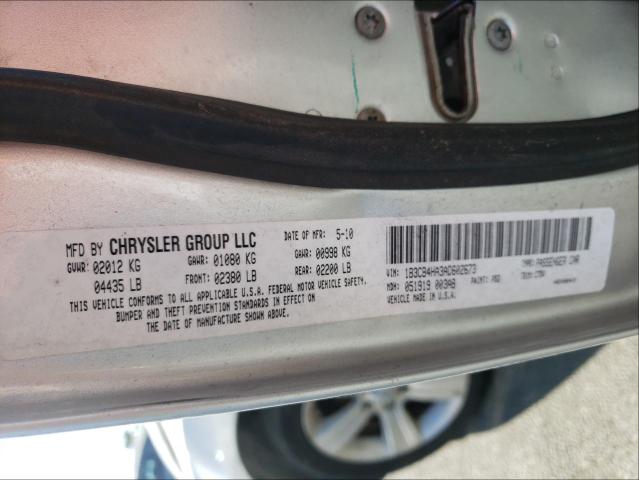 MFD BY CHRYSLER GROUP LLC
DATE OF MFR: 5-10
GVWR: 02012 KG GAWR: 01080 KG GAWR: 00998 KG
04435 LB FRONT: 02380 LB REAR: 02200 LB
THIS VEHICLE CONFORMS TO ALL APPLICABLE U.S.A. FEDERAL MOTOR VEHICLE SAFETY,
BUMPER AND THEFT PREVENTION STANDARDS IN EFFECT ON
THE DATE OF MANUFACTURE SHOWN ABOVE.
VIN: 1B3CB4HA3AD602673 TYPE: PASSENGER CAR
MDH: 051919 003AB PAINT:
VEHICLE MADE IN U.S.A.